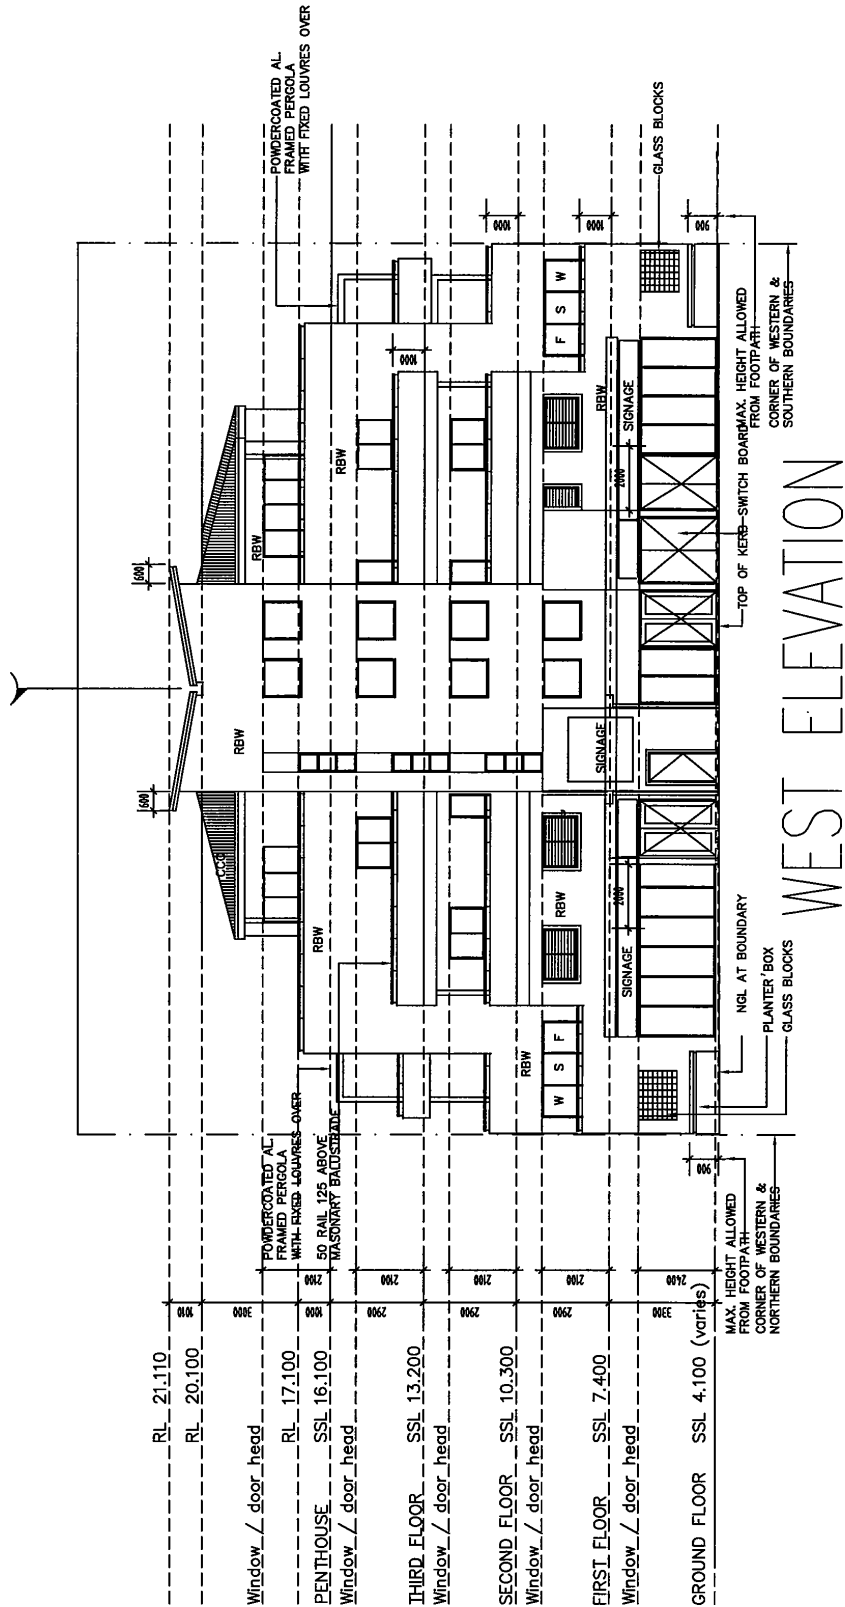 RL 21.110
RL 20.100
Window / door head
RL 17.100
PENTHOUSE SSL 16.100
Window / door head
THIRD FLOOR SSL 13.200
Window / door head
SECOND FLOOR SSL 10.300
Window / door head
FIRST FLOOR SSL 7.400
Window / door head
GROUND FLOOR SSL 4.100 (varies)
1010
3000
1000
2900
2900
2900
3300
2100
2100
2100
2100
2400
POWDERCOATED AL.
FRAMED PERGOLA
WITH FIXED LOUVRES OVER
50 RAIL 125 ABOVE
MASONARY BALUSTRADE
MAX. HEIGHT ALLOWED
FROM FOOTPATH
CORNER OF WESTERN &
NORTHERN BOUNDARIES
900
NGL AT BOUNDARY
PLANTER BOX
GLASS BLOCKS
W S F
RBW
RBW
RBW
CCC
600
RBW
SIGNAGE
2000
SIGNAGE
600
RBW
RBW
RBW
SIGNAGE
2000
F S W
1000
1000
1000
900
POWDERCOATED AL.
FRAMED PERGOLA
WITH FIXED LOUVRES OVER
GLASS BLOCKS
TOP OF KERB
SWITCH BOARD
MAX. HEIGHT ALLOWED
FROM FOOTPATH
CORNER OF WESTERN &
SOUTHERN BOUNDARIES
WEST ELEVATION